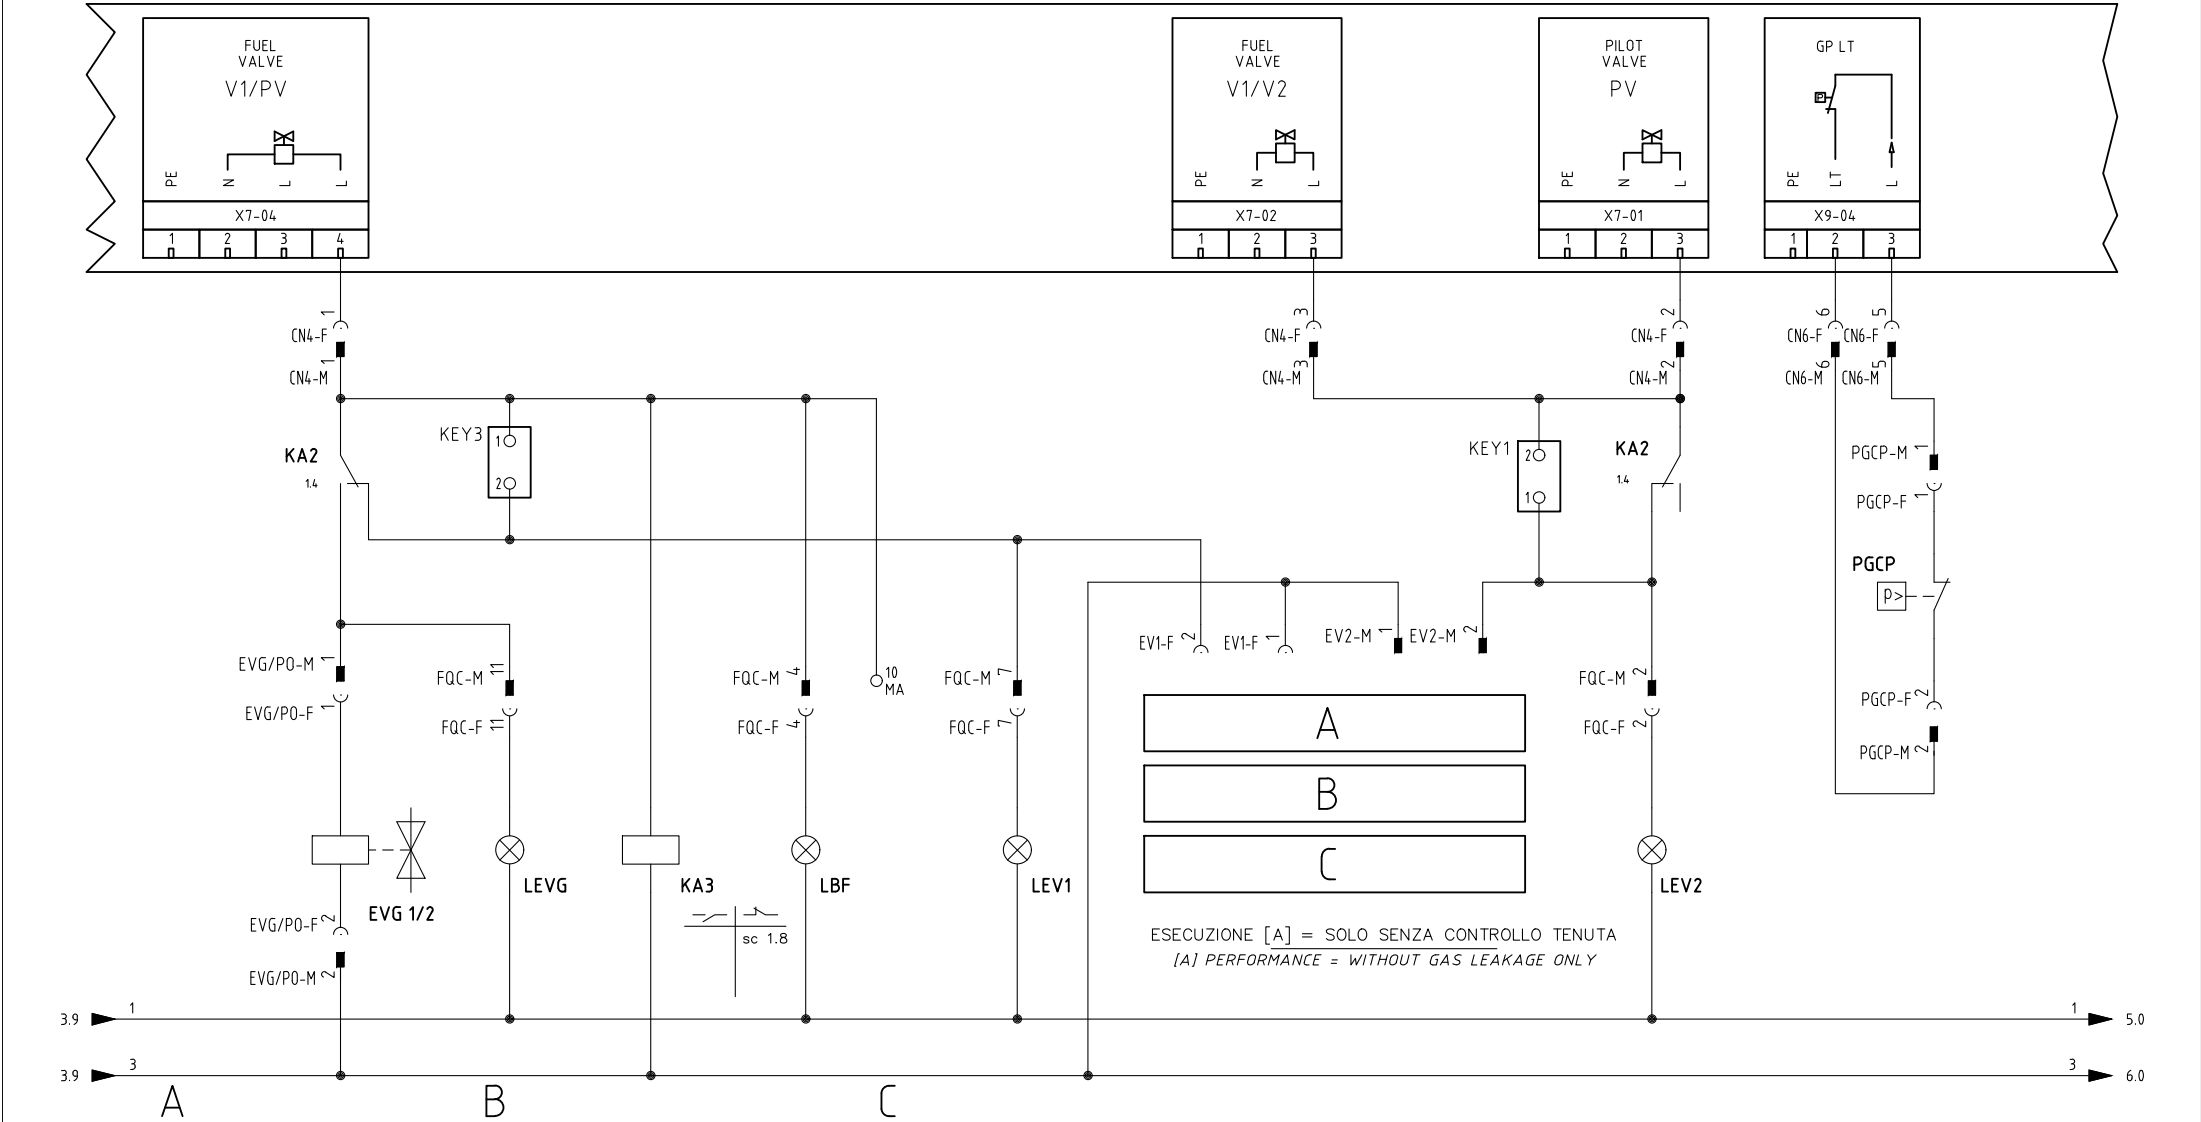 FUEL
VALVE
V1/PV
PE N L L
X7-04
1 2 3 4
FUEL
VALVE
V1/V2
PE N L
X7-02
1 2 3
PILOT
VALVE
PV
PE N L
X7-01
1 2 3
GP LT
P
PE LT L
X9-04
1 2 3
1
CN4-F
1
CN4-M
3
CN4-F
3
CN4-M
2
CN4-F
2
CN4-M
6
CN6-F
6
CN6-M
5
CN6-F
5
CN6-M
KA2
1.4
KEY3
1
2
KEY1
2
1
KA2
1.4
PGCP-M 1
PGCP-F 1
PGCP
P>
PGCP-F 2
PGCP-M 2
EV1-F 2
EV1-F 1
EV2-M 1
EV2-M 2
EVG/PO-M 1
EVG/PO-F 1
FQC-M 11
FQC-F 11
FQC-M 4
FQC-F 4
10
MA
FQC-M 7
FQC-F 7
FQC-M 2
FQC-F 2
A
B
C
EVG 1/2
LEVG
KA3
sc 1.8
LBF
LEV1
LEV2
EVG/PO-F 2
EVG/PO-M 2
ESECUZIONE [A] = SOLO SENZA CONTROLLO TENUTA
[A] PERFORMANCE = WITHOUT GAS LEAKAGE ONLY
3.9 1 1 5.0
3.9 3 3 6.0
A B C